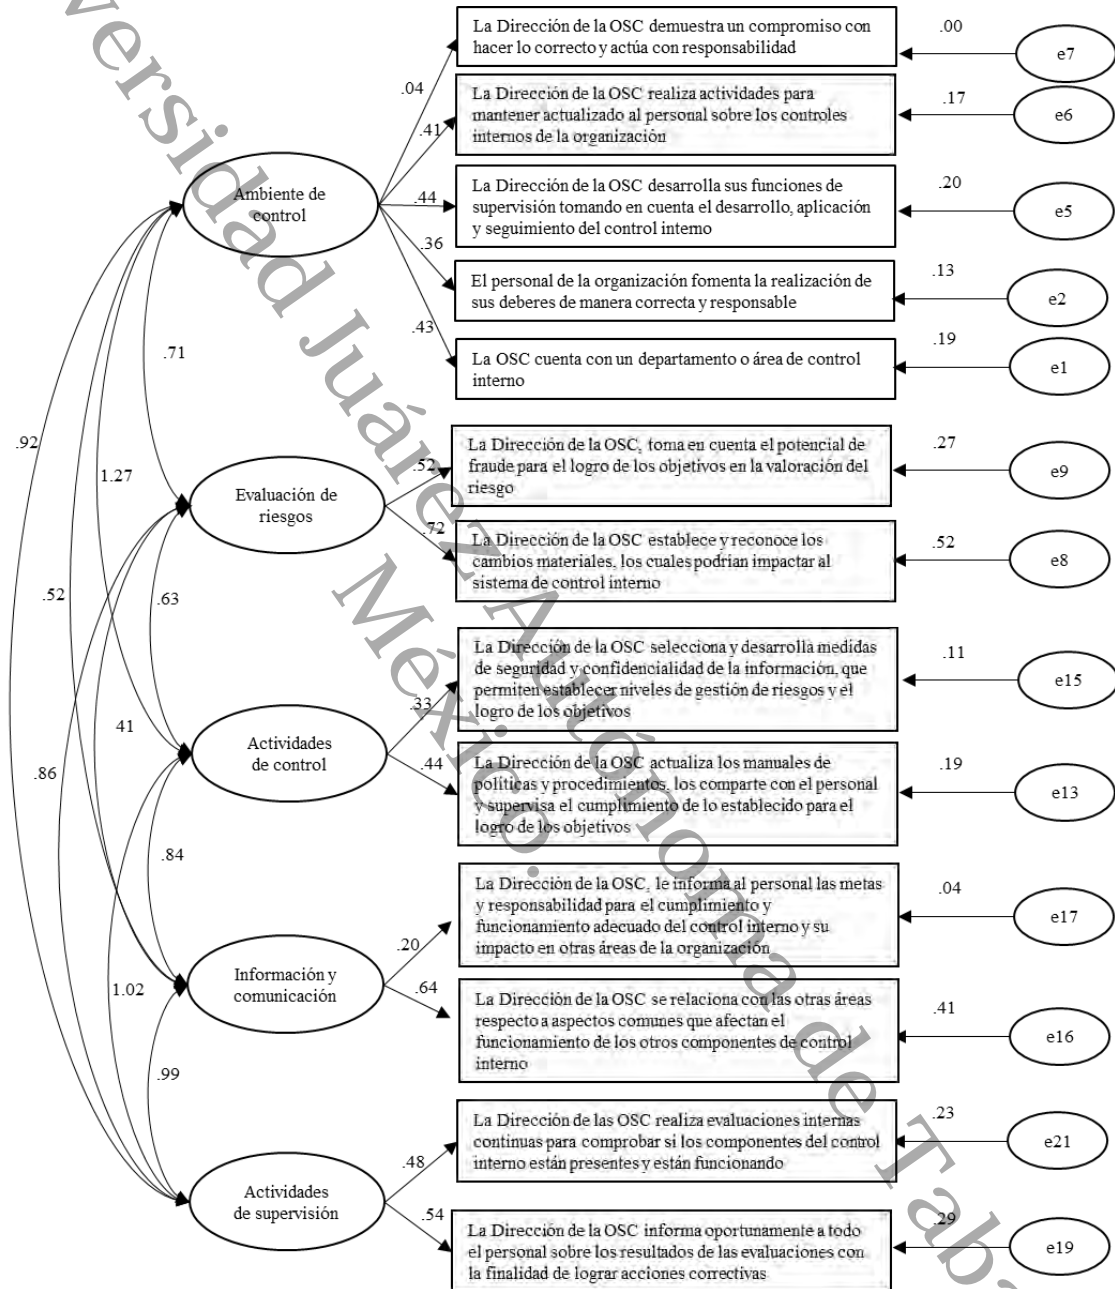 La Dirección de la OSC demuestra un compromiso con
hacer lo correcto y actúa con responsabilidad
.00
e7
.04
La Dirección de la OSC realiza actividades para
mantener actualizado al personal sobre los controles
internos de la organización
.17
e6
.41
Ambiente de
control
La Dirección de la OSC desarrolla sus funciones de
supervisión tomando en cuenta el desarrollo, aplicación
y seguimiento del control interno
.20
e5
.44
.36
El personal de la organización fomenta la realización de
sus deberes de manera correcta y responsable
.13
e2
.43
La OSC cuenta con un departamento o área de control
interno
.19
e1
.71
.92
1.27
La Dirección de la OSC, toma en cuenta el potencial de
fraude para el logro de los objetivos en la valoración del
riesgo
.27
e9
.52
Evaluación de
riesgos
.72
La Dirección de la OSC establece y reconoce los
cambios materiales, los cuales podrían impactar al
sistema de control interno
.52
e8
.52
.63
La Dirección de la OSC selecciona y desarrolla medidas
de seguridad y confidencialidad de la información, que
permiten establecer niveles de gestión de riesgos y el
logro de los objetivos
.11
e15
.33
41
Actividades
de control
.86
.44
La Dirección de la OSC actualiza los manuales de
políticas y procedimientos, los comparte con el personal
y supervisa el cumplimiento de lo establecido para el
logro de los objetivos
.19
e13
.84
La Dirección de la OSC, le informa al personal las metas
y responsabilidad para el cumplimiento y
funcionamiento adecuado del control interno y su
impacto en otras áreas de la organización
.04
e17
.20
Información y
comunicación
1.02
.64
La Dirección de la OSC se relaciona con las otras áreas
respecto a aspectos comunes que afectan el
funcionamiento de los otros componentes de control
interno
.41
e16
.99
La Dirección de las OSC realiza evaluaciones internas
continuas para comprobar si los componentes del control
interno están presentes y están funcionando
.23
e21
.48
Actividades
de supervisión
.54
La Dirección de la OSC informa oportunamente a todo
el personal sobre los resultados de las evaluaciones con
la finalidad de lograr acciones correctivas
.29
e19
versidad Juárez Autónoma de Taba
México.